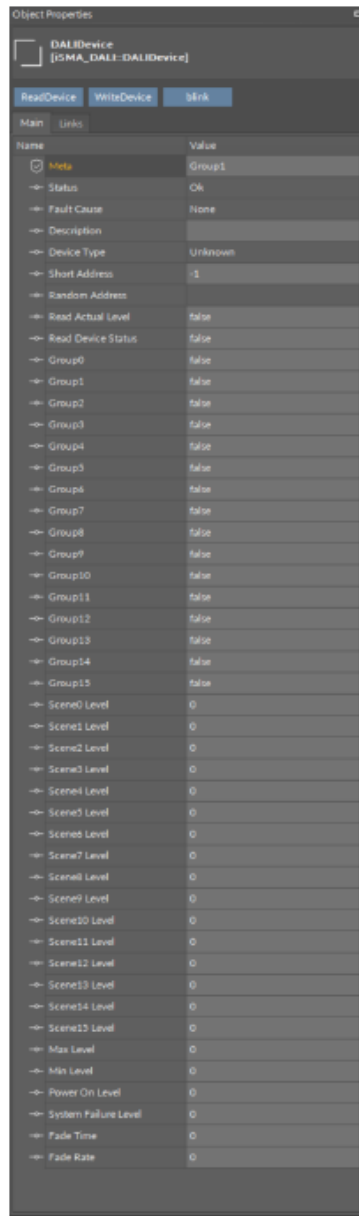 Object Properties
DALIDevice
[iSMA_DALI::DALIDevice]
ReadDevice WriteDevice blink
Main Links
Name Value
Meta Group1
Status Ok
Fault Cause None
Description
Device Type Unknown
Short Address -1
Random Address
Read Actual Level false
Read Device Status false
Group0 false
Group1 false
Group2 false
Group3 false
Group4 false
Group5 false
Group6 false
Group7 false
Group8 false
Group9 false
Group10 false
Group11 false
Group12 false
Group13 false
Group14 false
Group15 false
Scene0 Level 0
Scene1 Level 0
Scene2 Level 0
Scene3 Level 0
Scene4 Level 0
Scene5 Level 0
Scene6 Level 0
Scene7 Level 0
Scene8 Level 0
Scene9 Level 0
Scene10 Level 0
Scene11 Level 0
Scene12 Level 0
Scene13 Level 0
Scene14 Level 0
Scene15 Level 0
Max Level 0
Min Level 0
Power On Level 0
System Failure Level 0
Fade Time 0
Fade Rate 0